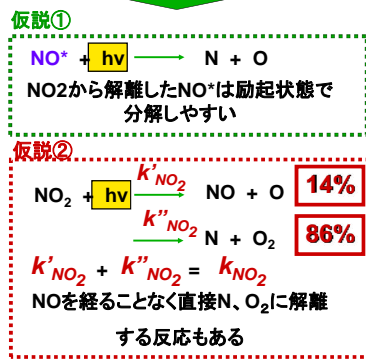 仮説①
NO* + hv → N + O
NO2から解離したNO*は励起状態で
分解しやすい
仮説②
k'NO₂
NO₂ + hv → NO + O 14%
k''NO₂
→ N + O₂ 86%
k'NO₂ + k''NO₂ = kNO₂
NOを経ることなく直接N、O₂に解離
する反応もある